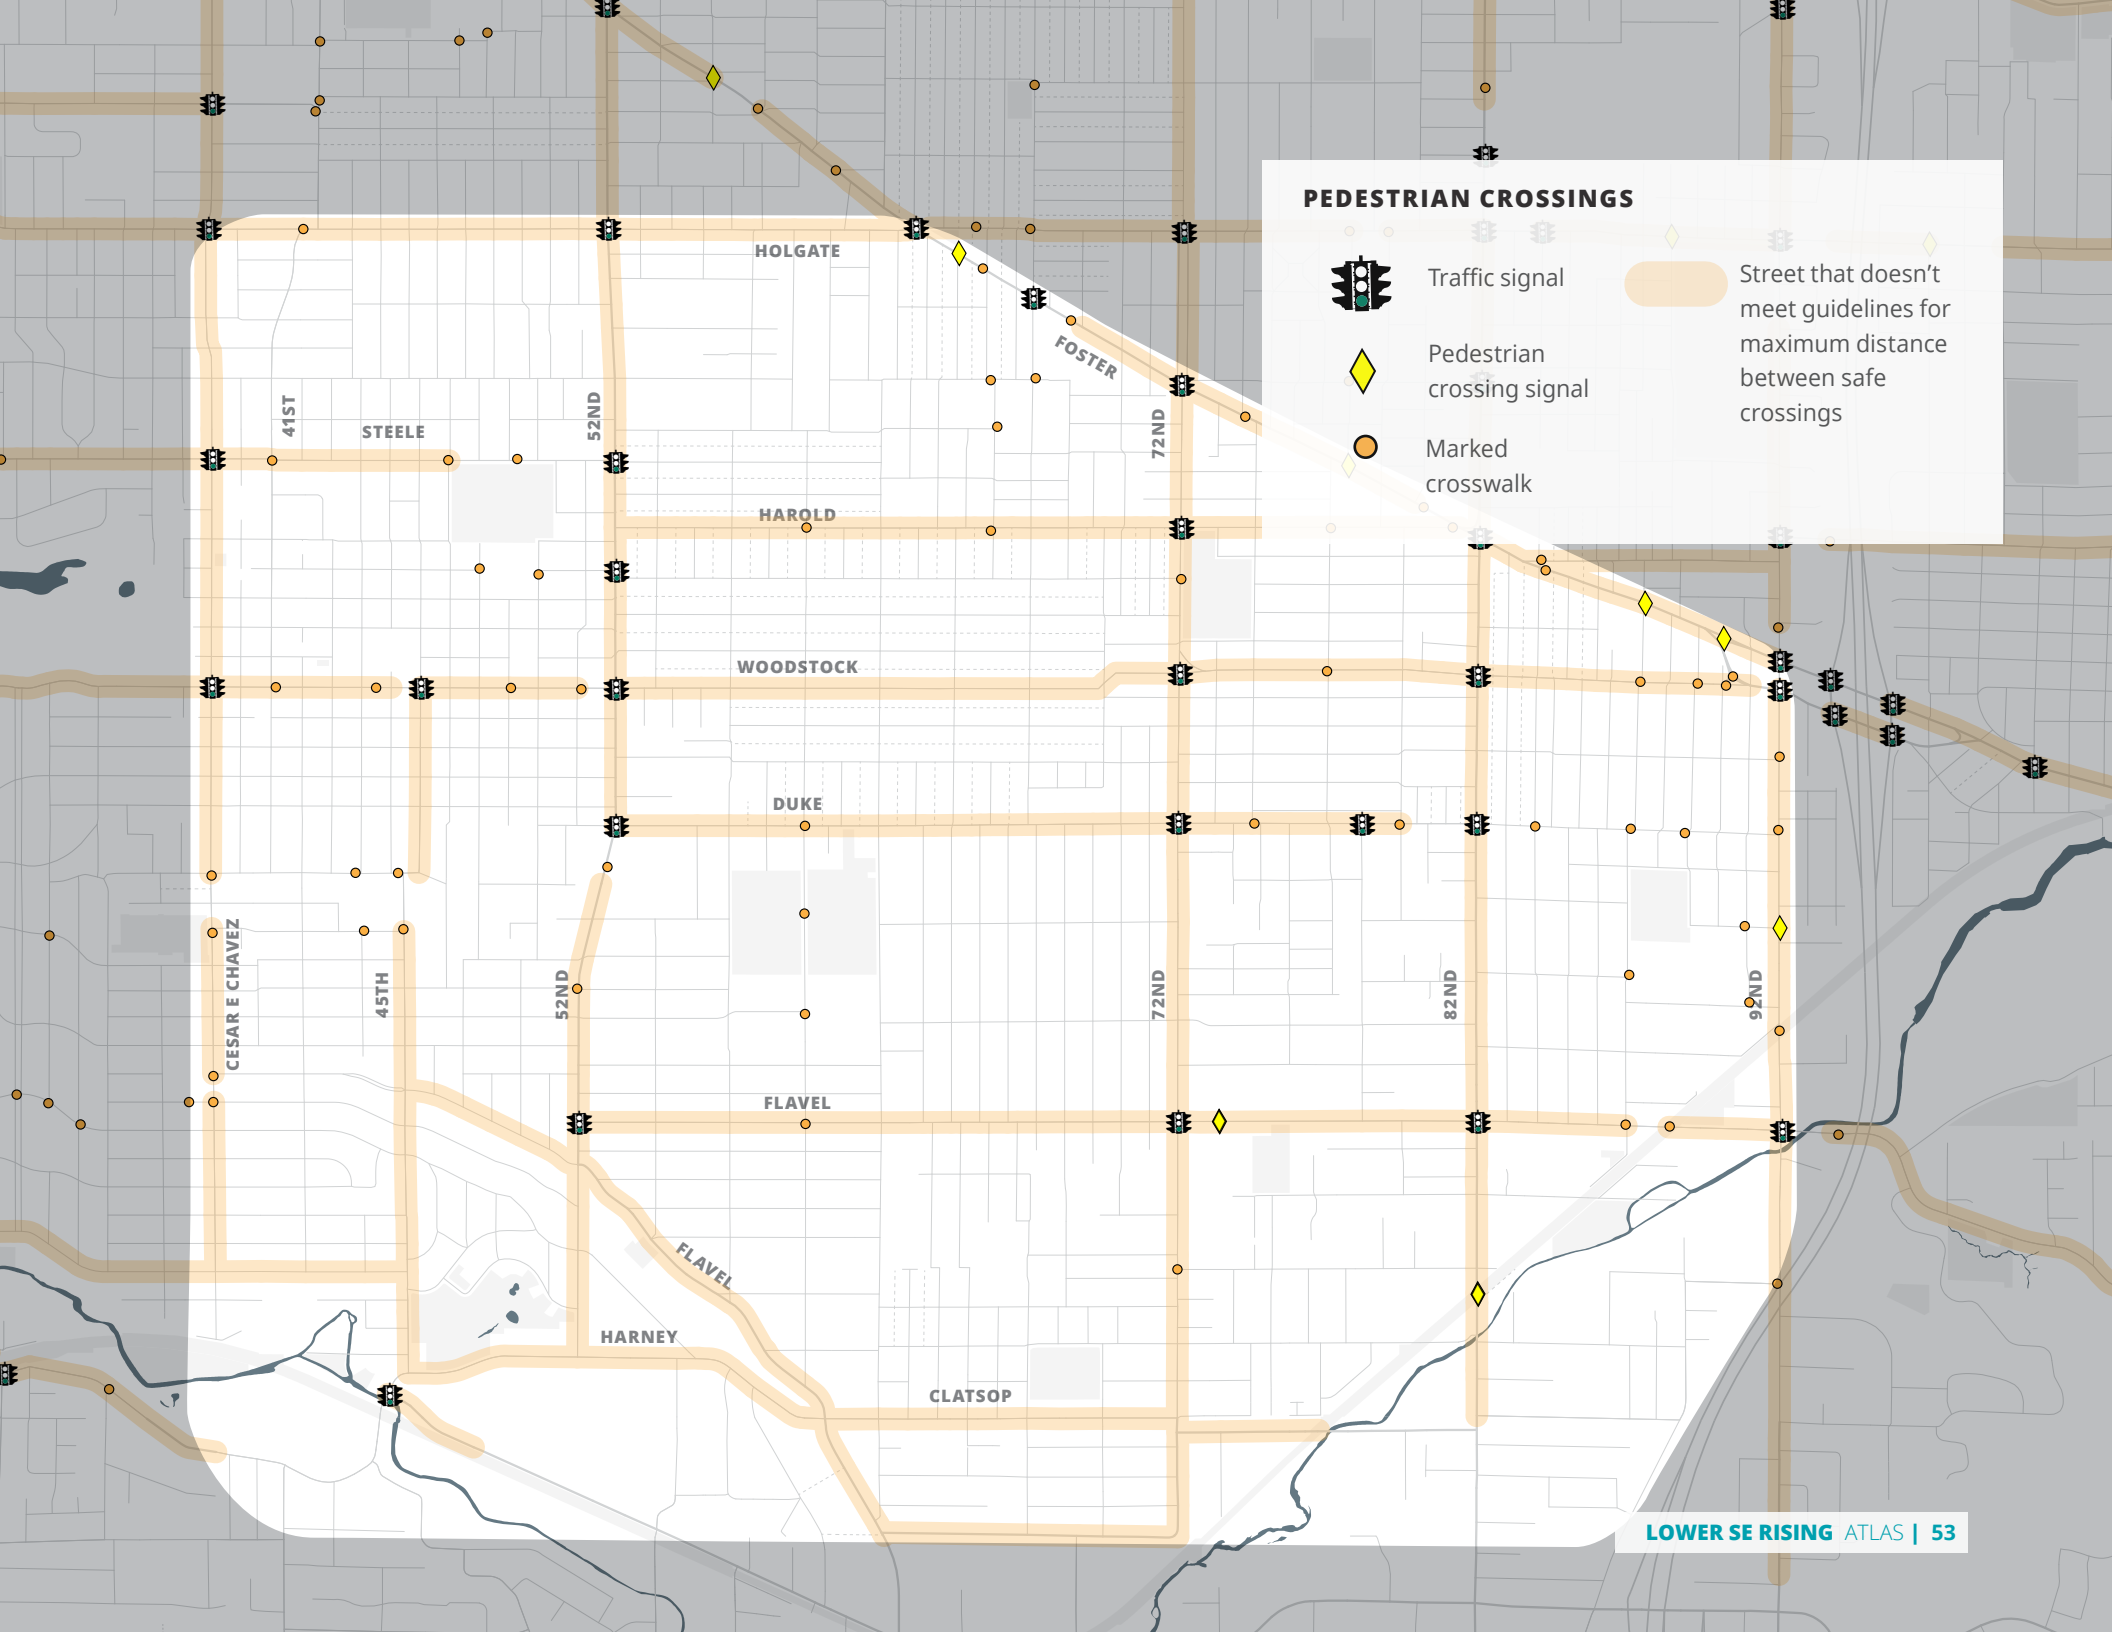 PEDESTRIAN CROSSINGS
Traffic signal
Pedestrian
crossing signal
Marked
crosswalk
Street that doesn’t
meet guidelines for
maximum distance
between safe
crossings
HOLGATE
FOSTER
41ST
STEELE
52ND
72ND
HAROLD
WOODSTOCK
DUKE
CESAR E CHAVEZ
45TH
52ND
72ND
82ND
92ND
FLAVEL
FLAVEL
HARNEY
CLATSOP
LOWER SE RISING ATLAS | 53